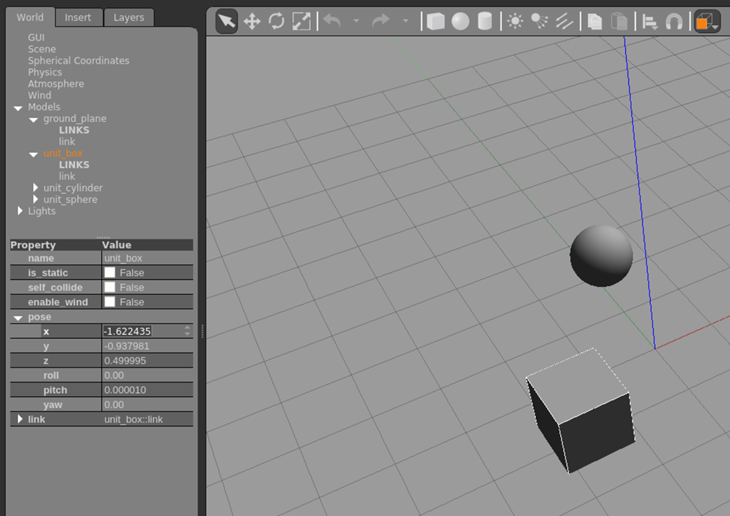 World Insert Layers
GUI
Scene
Spherical Coordinates
Physics
Atmosphere
Wind
Models
ground_plane
LINKS
link
unit_box
LINKS
link
unit_cylinder
unit_sphere
Lights
Property Value
name unit_box
is_static False
self_collide False
enable_wind False
pose
x -1.622435
y -0.937981
z 0.499995
roll 0.00
pitch 0.000010
yaw 0.00
link unit_box::link